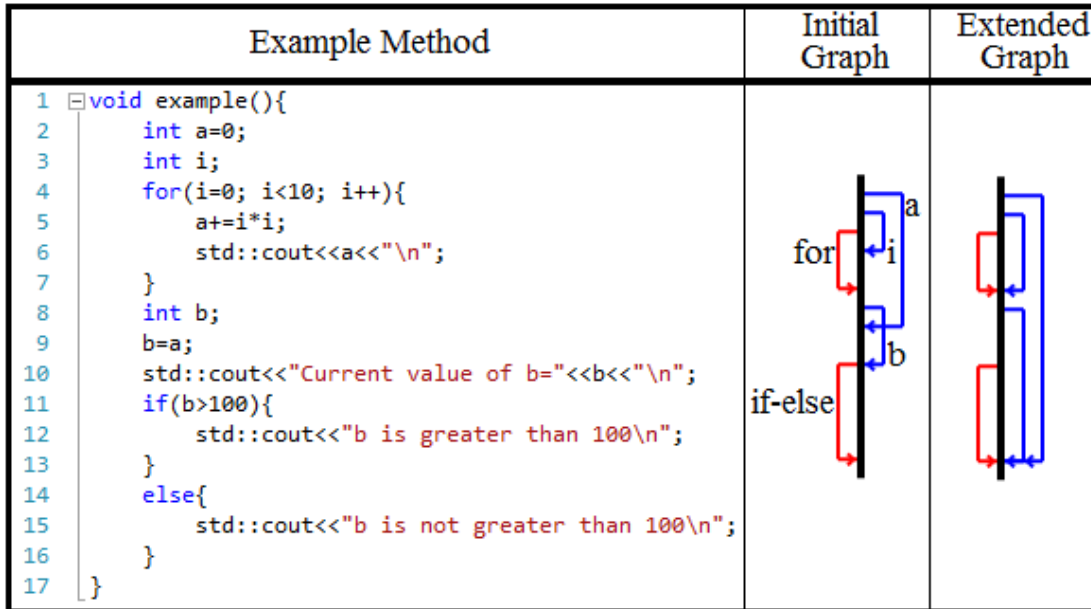 Example Method
Initial
Graph
Extended
Graph
1 void example(){
2 int a=0;
3 int i;
4 for(i=0; i<10; i++){
5 a+=i*i;
6 std::cout<<a<<"\n";
7 }
8 int b;
9 b=a;
10 std::cout<<"Current value of b="<<b<<"\n";
11 if(b>100){
12 std::cout<<"b is greater than 100\n";
13 }
14 else{
15 std::cout<<"b is not greater than 100\n";
16 }
17 }
a
for
i
b
if-else